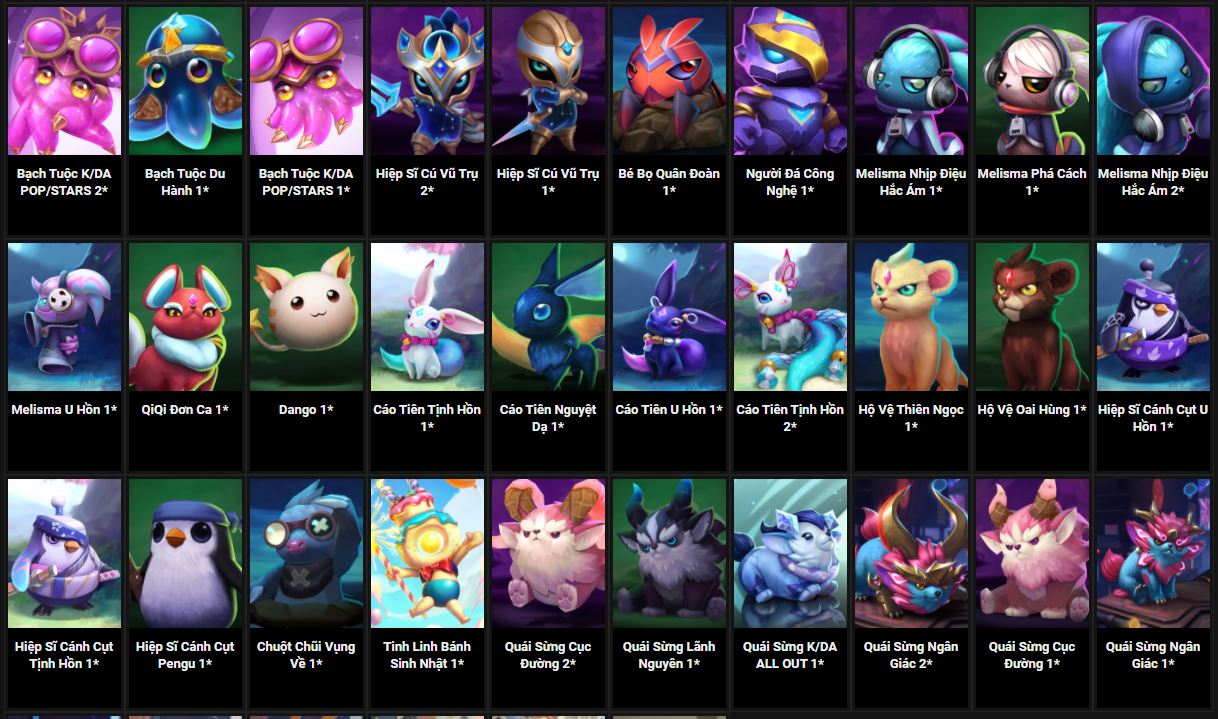 Bạch Tuộc K/DA
POP/STARS 2*
Bạch Tuộc Du
Hành 1*
Bạch Tuộc K/DA
POP/STARS 1*
Hiệp Sĩ Cú Vũ Trụ
2*
Hiệp Sĩ Cú Vũ Trụ
1*
Bé Bọ Quân Đoàn
1*
Người Đá Công
Nghệ 1*
Melisma Nhịp Điệu
Hắc Ám 1*
Melisma Phá Cách
1*
Melisma Nhịp Điệu
Hắc Ám 2*
Melisma U Hồn 1*
QiQi Đơn Ca 1*
Dango 1*
Cáo Tiên Tịnh Hồn
1*
Cáo Tiên Nguyệt
Dạ 1*
Cáo Tiên U Hồn 1*
Cáo Tiên Tịnh Hồn
2*
Hộ Vệ Thiên Ngọc
1*
Hộ Vệ Oai Hùng 1*
Hiệp Sĩ Cánh Cụt U
Hồn 1*
Hiệp Sĩ Cánh Cụt
Tịnh Hồn 1*
Hiệp Sĩ Cánh Cụt
Pengu 1*
Chuột Chũi Vụng
Về 1*
Tinh Linh Bánh
Sinh Nhật 1*
Quái Sừng Cục
Đường 2*
Quái Sừng Lãnh
Nguyên 1*
Quái Sừng K/DA
ALL OUT 1*
Quái Sừng Ngân
Giác 2*
Quái Sừng Cục
Đường 1*
Quái Sừng Ngân
Giác 1*